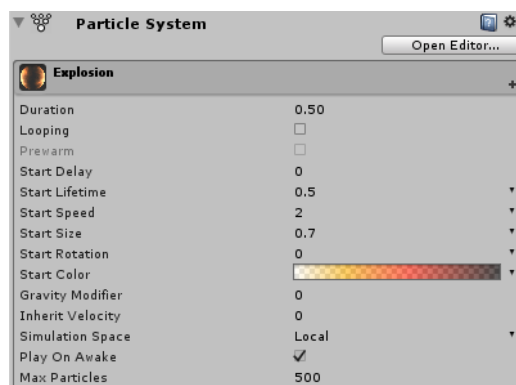 Particle System
Open Editor...
Explosion
Duration 0.50
Looping
Prewarm
Start Delay 0
Start Lifetime 0.5
Start Speed 2
Start Size 0.7
Start Rotation 0
Start Color
Gravity Modifier 0
Inherit Velocity 0
Simulation Space Local
Play On Awake
Max Particles 500